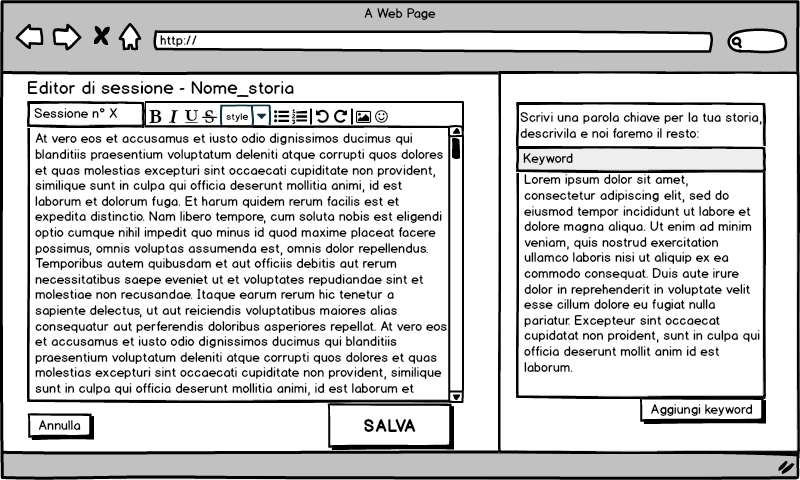 A Web Page
http://
Editor di sessione - Nome_storia
Sessione n° X
B I U S style
At vero eos et accusamus et iusto odio dignissimos ducimus qui
blanditiis praesentium voluptatum deleniti atque corrupti quos dolores
et quas molestias excepturi sint occaecati cupiditate non provident,
similique sunt in culpa qui officia deserunt mollitia animi, id est
laborum et dolorum fuga. Et harum quidem rerum facilis est et
expedita distinctio. Nam libero tempore, cum soluta nobis est eligendi
optio cumque nihil impedit quo minus id quod maxime placeat facere
possimus, omnis voluptas assumenda est, omnis dolor repellendus.
Temporibus autem quibusdam et aut officiis debitis aut rerum
necessitatibus saepe eveniet ut et voluptates repudiandae sint et
molestiae non recusandae. Itaque earum rerum hic tenetur a
sapiente delectus, ut aut reiciendis voluptatibus maiores alias
consequatur aut perferendis doloribus asperiores repellat. At vero eos
et accusamus et iusto odio dignissimos ducimus qui blanditiis
praesentium voluptatum deleniti atque corrupti quos dolores et quas
molestias excepturi sint occaecati cupiditate non provident, similique
sunt in culpa qui officia deserunt mollitia animi, id est laborum et
Annulla
SALVA
Scrivi una parola chiave per la tua storia,
descrivila e noi faremo il resto:
Keyword
Lorem ipsum dolor sit amet,
consectetur adipiscing elit, sed do
eiusmod tempor incididunt ut labore et
dolore magna aliqua. Ut enim ad minim
veniam, quis nostrud exercitation
ullamco laboris nisi ut aliquip ex ea
commodo consequat. Duis aute irure
dolor in reprehenderit in voluptate velit
esse cillum dolore eu fugiat nulla
pariatur. Excepteur sint occaecat
cupidatat non proident, sunt in culpa qui
officia deserunt mollit anim id est
laborum.
Aggiungi keyword